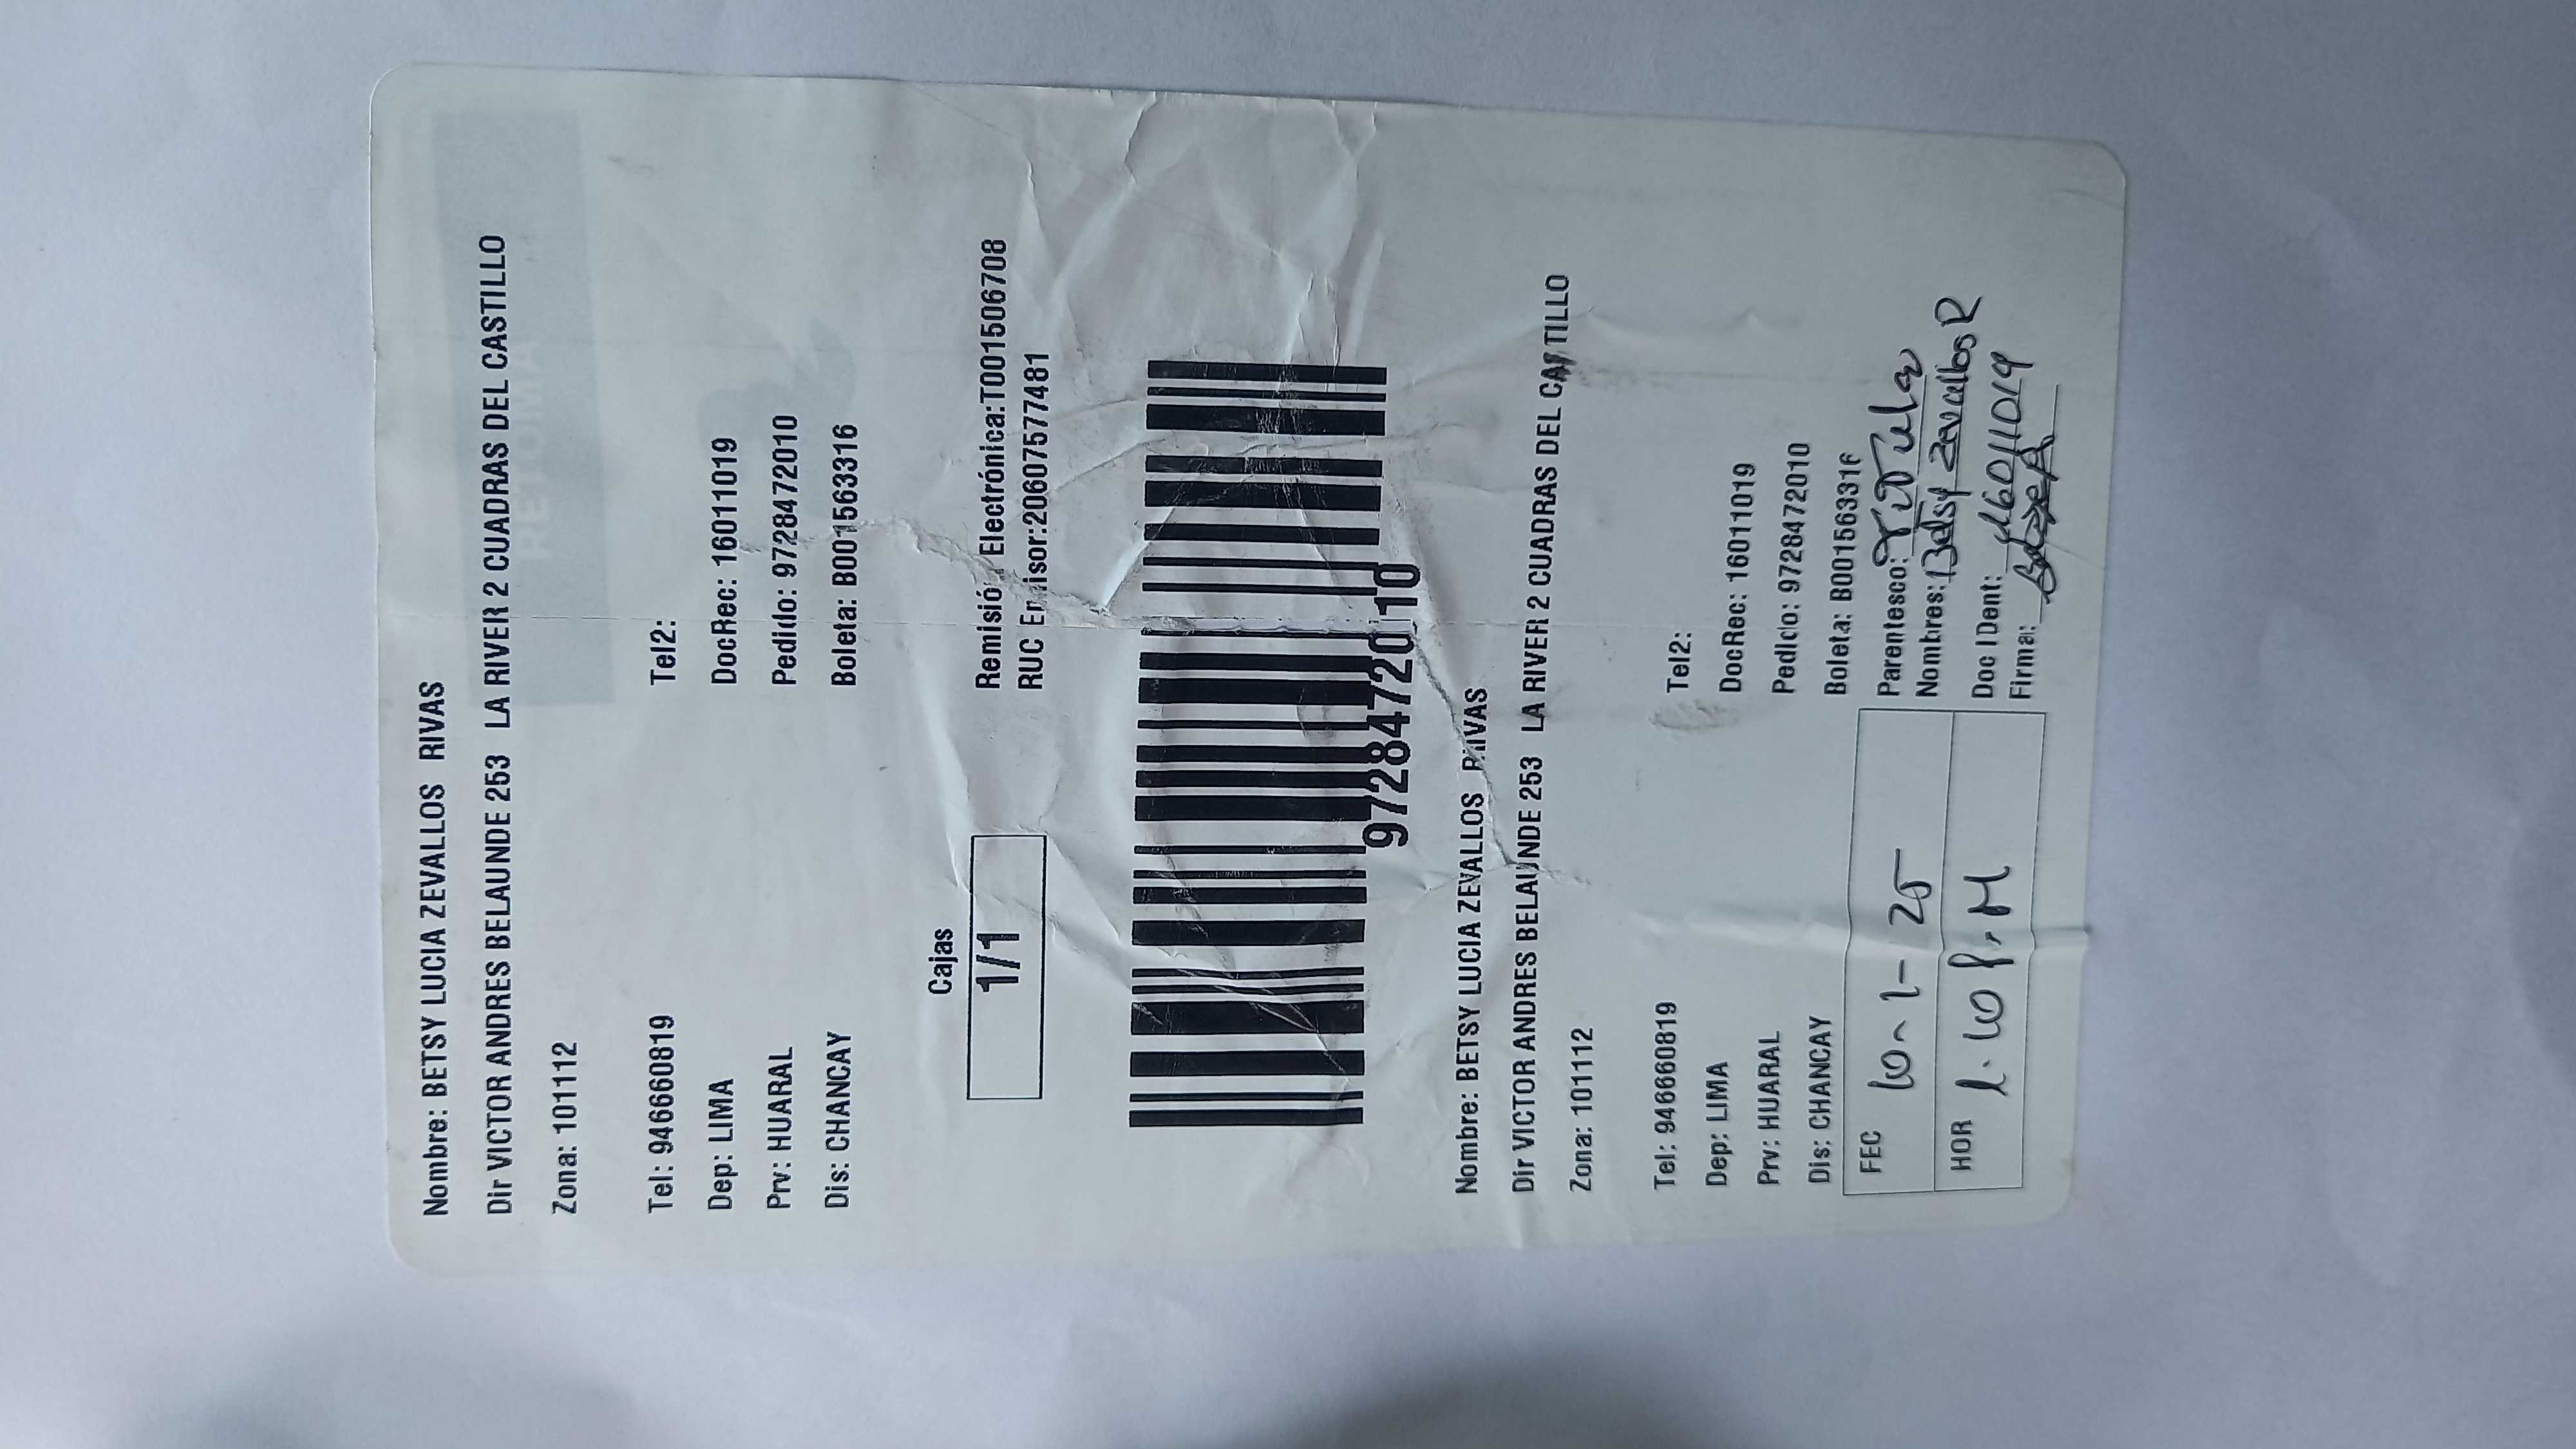 RETOMA
Nombre: BETSY LUCIA ZEVALLOS RIVAS
Dir VICTOR ANDRES BELAUNDE 253 LA RIVER 2 CUADRAS DEL CASTILLO
Zona: 101112
Tel: 946660819 Tel2:
Dep: LIMA DocRec: 16011019
Prv: HUARAL Pedido: 9728472010
Dis: CHANCAY Boleta: B001563316
Cajas
1/1
Remisión Electrónica:T001506708
RUC Emisor:20607577481
97284720 10
Nombre: BETSY LUCIA ZEVALLOS RIVAS
Dir VICTOR ANDRES BELAUNDE 253 LA RIVER 2 CUADRAS DEL CASTILLO
Zona: 101112
Tel: 946660819 Tel2:
Dep: LIMA DocRec: 16011019
Prv: HUARAL Pedido: 9728472010
Dis: CHANCAY Boleta: B001563316
FEC 10-1-25
HOR 1.10 P.M
Parentesco: Titular
Nombres: Betsy Zevallos R
Doc IDent: 16011019
Firma: